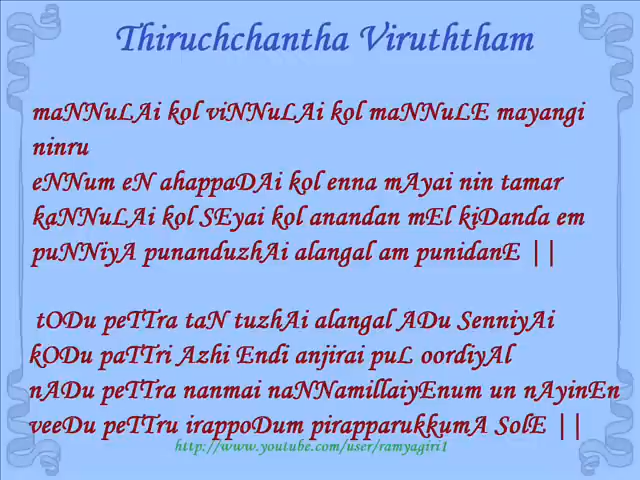 Thiruchchantha Viruththam
maNNuLAi kol viNNuLAi kol maNNuLE mayangi
ninru
eNNum eN ahappaDAi kol enna mAyai nin tamar
kaNNuLAi kol SEyai kol anandan mEl kiDanda em
puNNiyA punanduzhAi alangal am punidanE ||
tODu peTTra taN tuzhAi alangal ADu SenniyAi
kODu paTTri Azhi Endi anjirai puL oordiyAl
nADu peTTra nanmai naNNamillaiyEnum un nAyinEn
veeDu peTTru irappoDum pirapparukkumA SolE ||
http://www.youtube.com/user/ramyagiri1